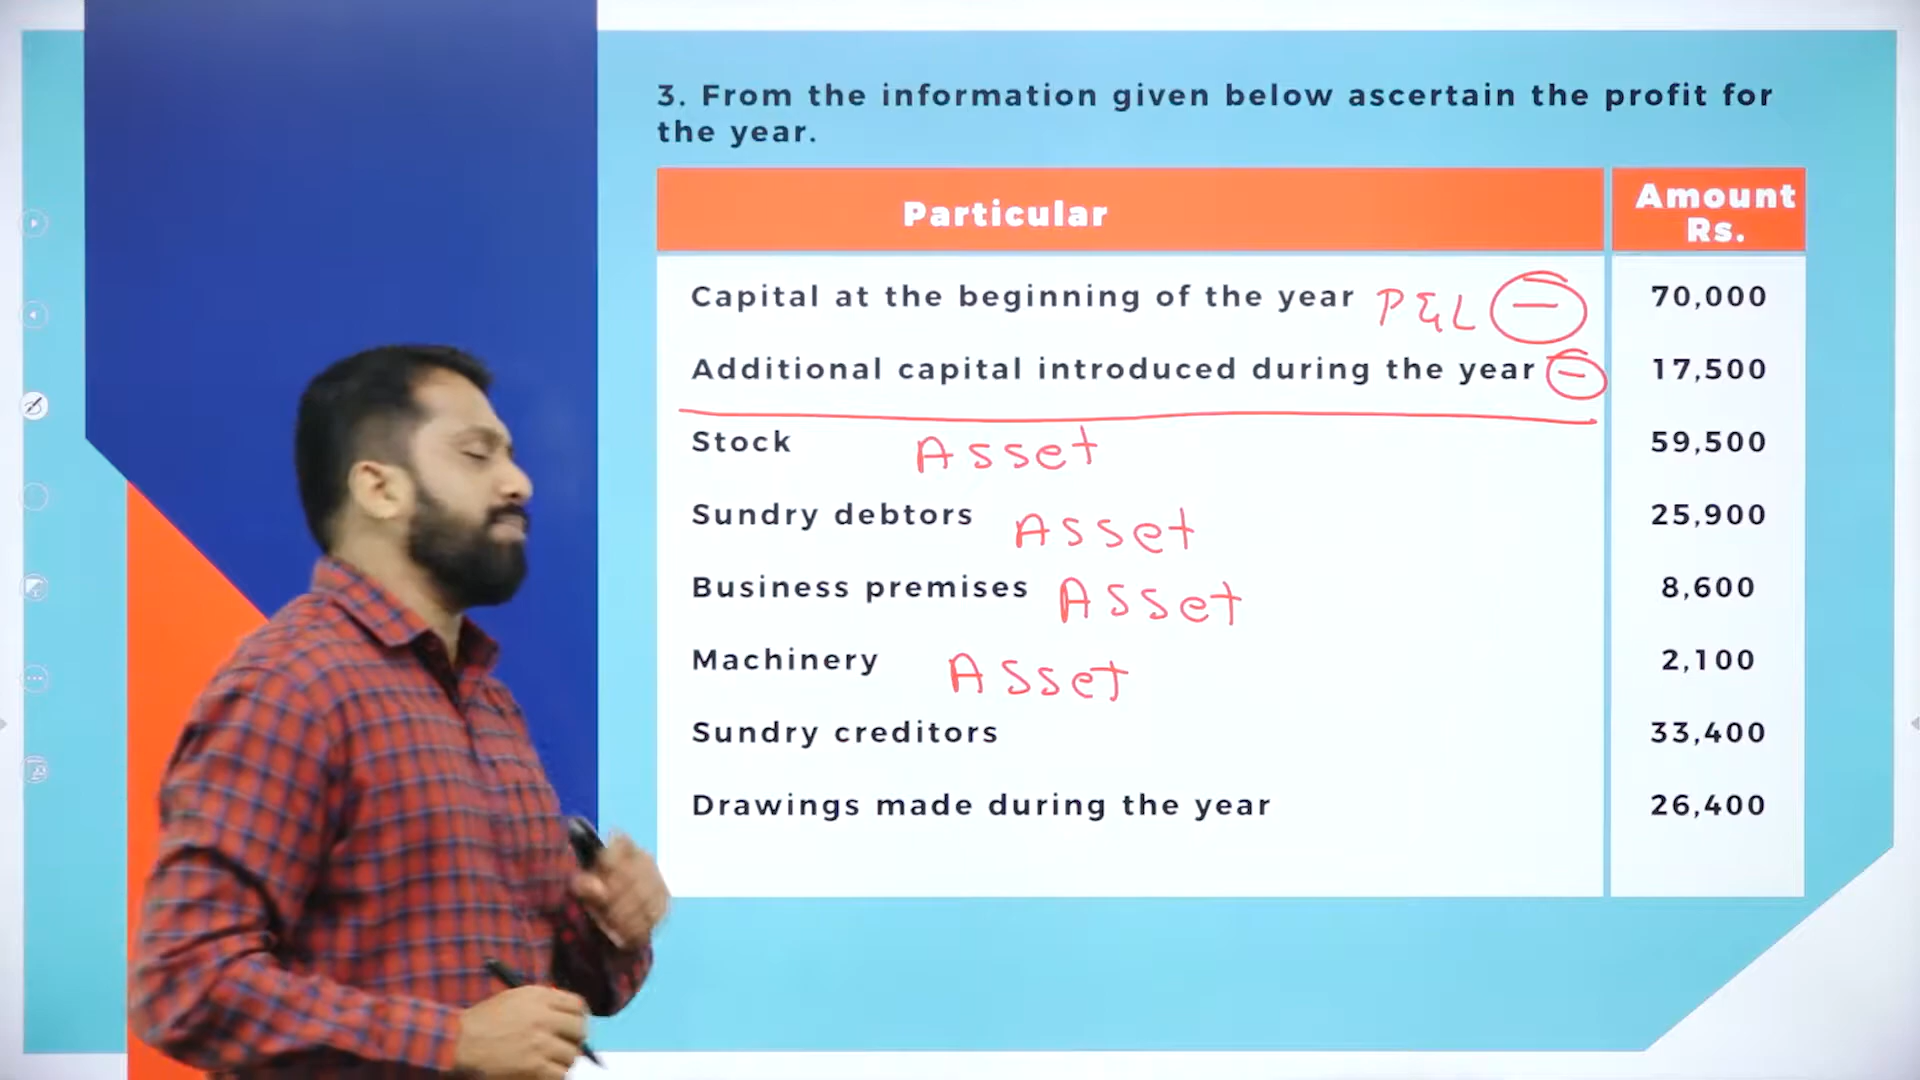 3. From the information given below ascertain the profit for
the year.
Particular
Amount
Rs.
Capital at the beginning of the year P&L − 70,000
Additional capital introduced during the year − 17,500
Stock Asset 59,500
Sundry debtors Asset 25,900
Business premises Asset 8,600
Machinery Asset 2,100
Sundry creditors 33,400
Drawings made during the year 26,400